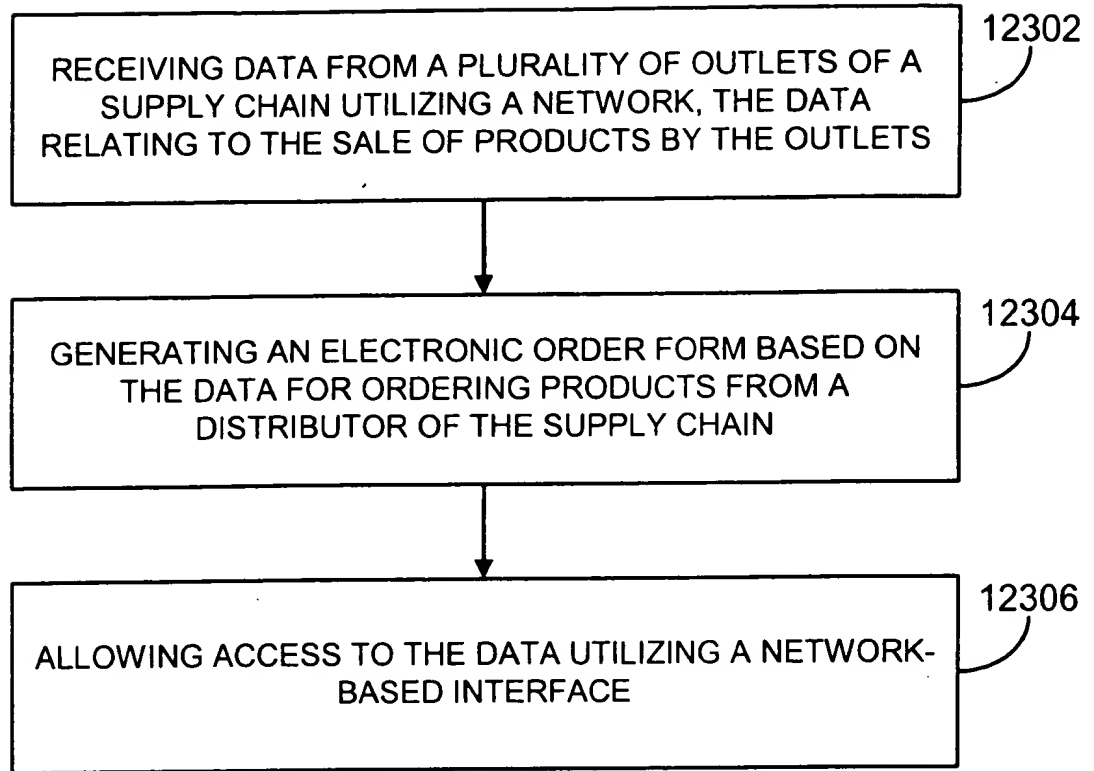 12302
RECEIVING DATA FROM A PLURALITY OF OUTLETS OF A
SUPPLY CHAIN UTILIZING A NETWORK, THE DATA
RELATING TO THE SALE OF PRODUCTS BY THE OUTLETS
12304
GENERATING AN ELECTRONIC ORDER FORM BASED ON
THE DATA FOR ORDERING PRODUCTS FROM A
DISTRIBUTOR OF THE SUPPLY CHAIN
12306
ALLOWING ACCESS TO THE DATA UTILIZING A NETWORK-
BASED INTERFACE